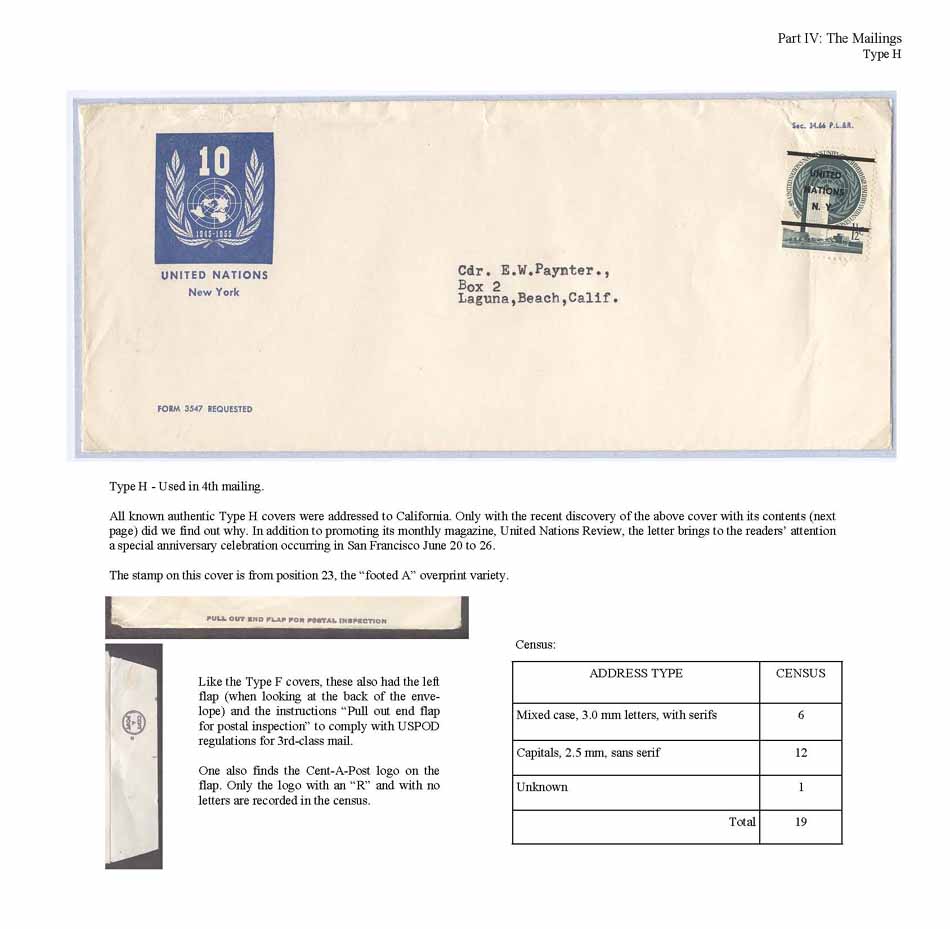 Part IV: The Mailings
Type H
Sec. 34.66 P.L.&R.
10
1945-1955
UNITED NATIONS
New York
UNITED
NATIONS
N. Y.
1½c
Cdr. E.W.Paynter.,
Box 2
Laguna,Beach,Calif.
FORM 3547 REQUESTED
Type H - Used in 4th mailing.
All known authentic Type H covers were addressed to California. Only with the recent discovery of the above cover with its contents (next
page) did we find out why. In addition to promoting its monthly magazine, United Nations Review, the letter brings to the readers' attention
a special anniversary celebration occurring in San Francisco June 20 to 26.
The stamp on this cover is from position 23, the "footed A" overprint variety.
PULL OUT END FLAP FOR POSTAL INSPECTION
Like the Type F covers, these also had the left
flap (when looking at the back of the enve-
lope) and the instructions "Pull out end flap
for postal inspection" to comply with USPOD
regulations for 3rd-class mail.
One also finds the Cent-A-Post logo on the
flap. Only the logo with an "R" and with no
letters are recorded in the census.
Census:
ADDRESS TYPE CENSUS
Mixed case, 3.0 mm letters, with serifs 6
Capitals, 2.5 mm, sans serif 12
Unknown 1
Total 19